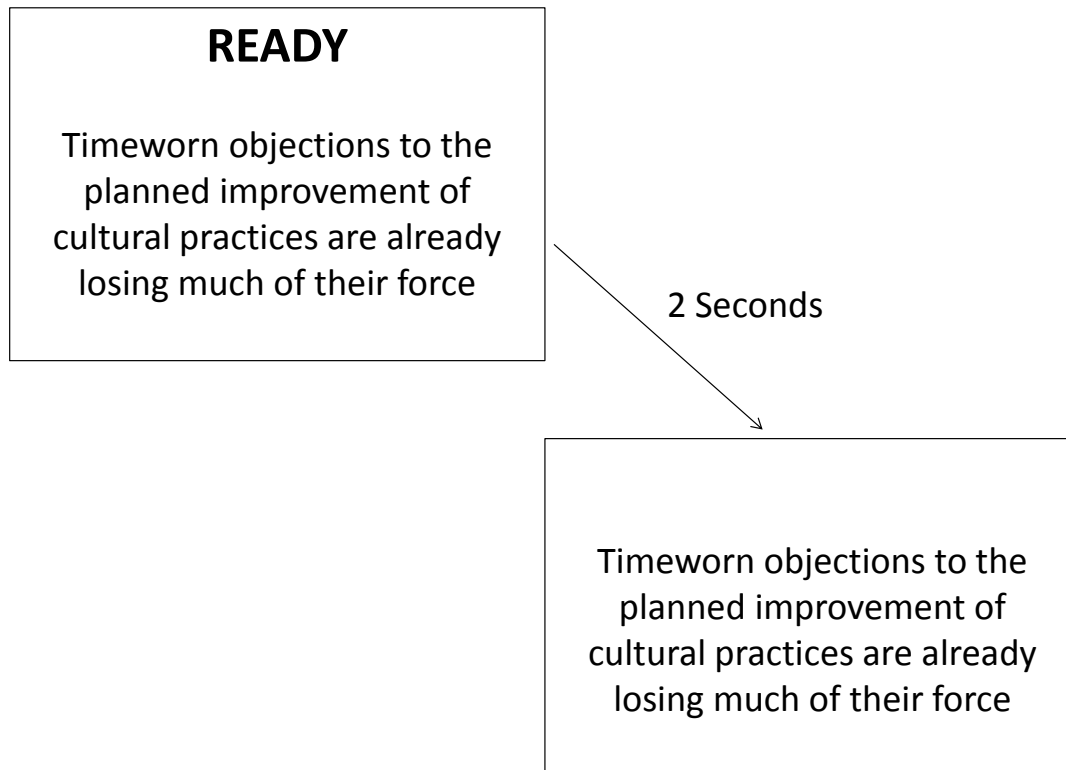 READY
Timeworn objections to the
planned improvement of
cultural practices are already
losing much of their force
2 Seconds
Timeworn objections to the
planned improvement of
cultural practices are already
losing much of their force